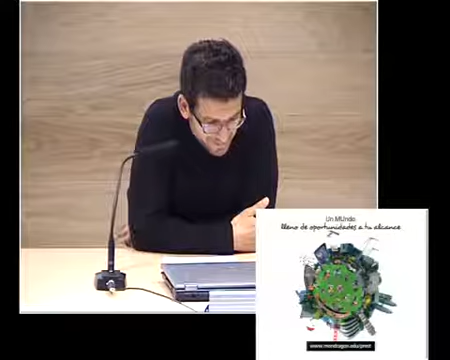 Un MUndo
lleno de oportunidades a tu alcance
www.mondragon.edu/prest